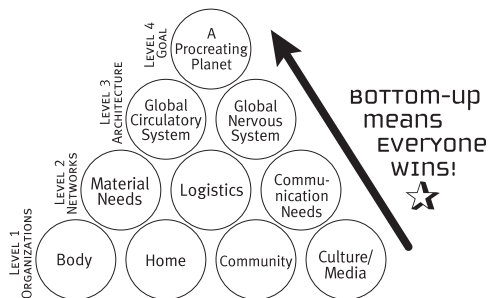 LEVEL 4
GOAL
A
Procreating
Planet
LEVEL 3
ARCHITECTURE
Global
Circulatory
System
Global
Nervous
System
LEVEL 2
NETWORKS
Material
Needs
Logistics
Commu-
nication
Needs
LEVEL 1
ORGANIZATIONS
Body
Home
Community
Culture/
Media
BOTTOM-UP
means
EVERYONE
WINS!